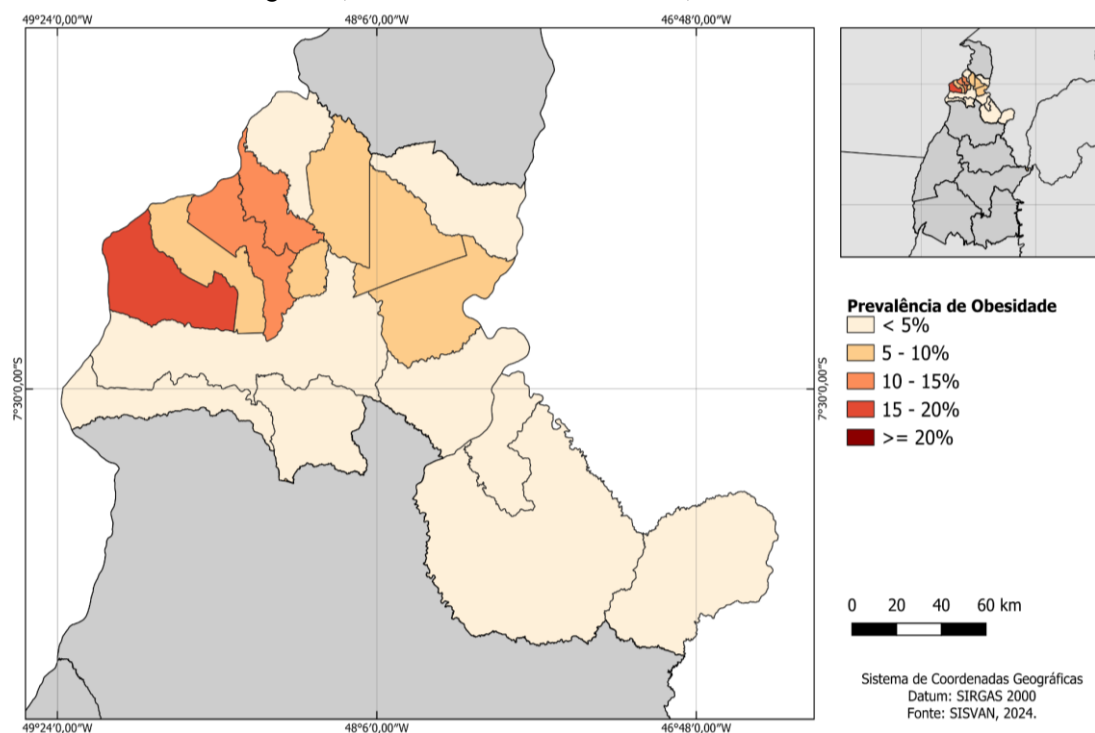 49°24'0,00"W 48°6'0,00"W 46°48'0,00"W
7°30'0,00"S 7°30'0,00"S
49°24'0,00"W 48°6'0,00"W 46°48'0,00"W
Prevalência de Obesidade
< 5%
5 - 10%
10 - 15%
15 - 20%
>= 20%
0 20 40 60 km
Sistema de Coordenadas Geográficas
Datum: SIRGAS 2000
Fonte: SISVAN, 2024.